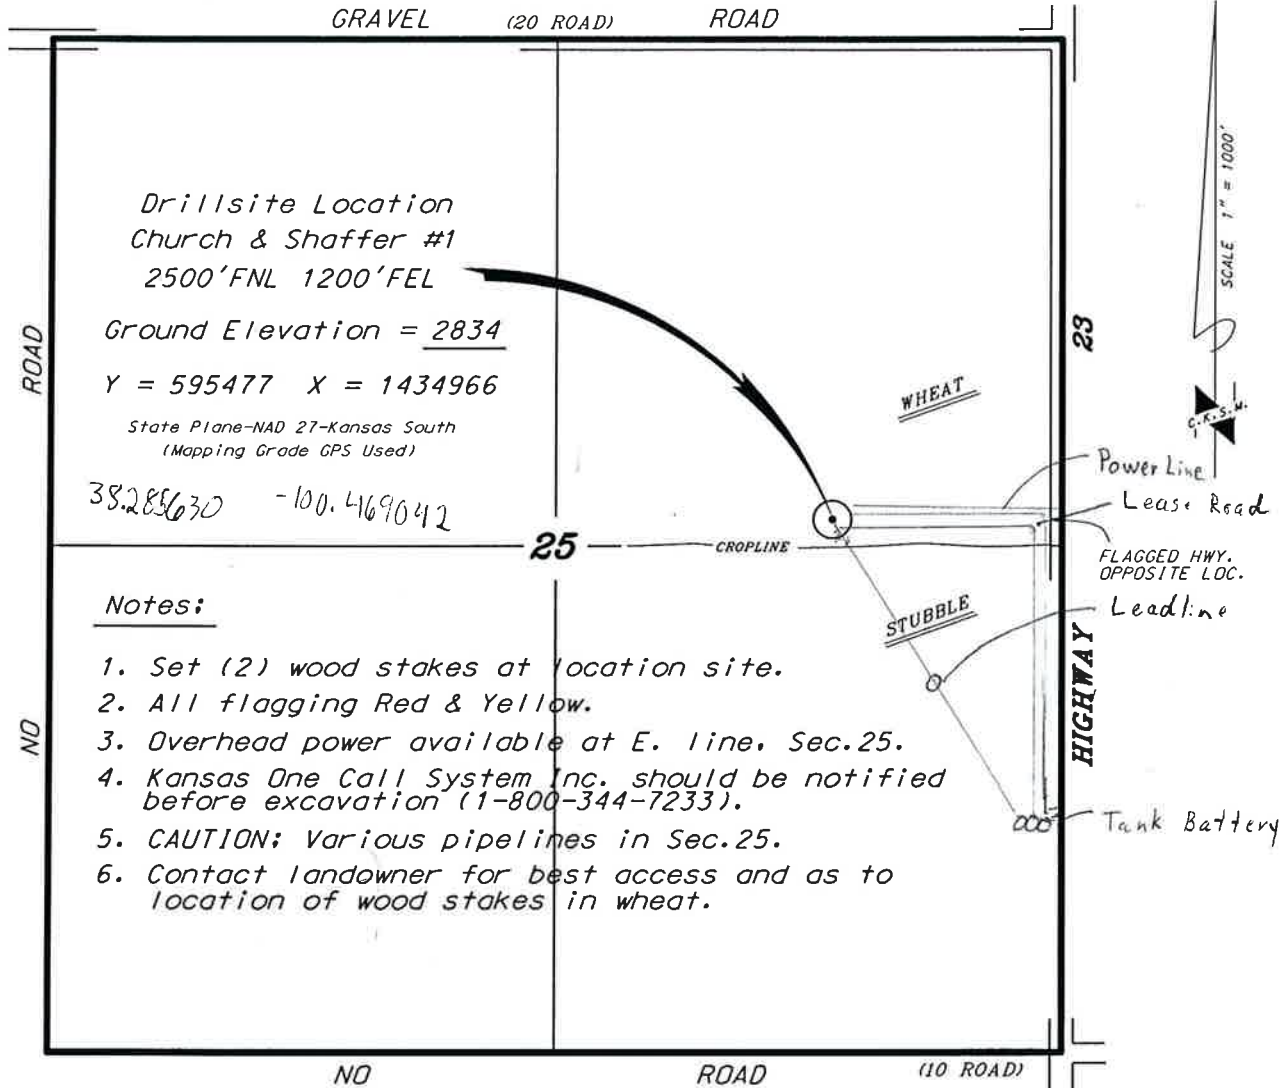 GRAVEL (20 ROAD) ROAD
Drillsite Location
Church & Shaffer #1
2500'FNL 1200'FEL
Ground Elevation = 2834
Y = 595477 X = 1434966
State Plane-NAD 27-Kansas South
(Mapping Grade GPS Used)
38.285630 -100.469042
ROAD
NO
25
CROPLINE
WHEAT
STUBBLE
23
HIGHWAY
SCALE 1" = 1000'
C.K.S.W.
Power Line
Lease Road
FLAGGED HWY.
OPPOSITE LOC.
Leadline
Tank Battery
Notes:
1. Set (2) wood stakes at location site.
2. All flagging Red & Yellow.
3. Overhead power available at E. line, Sec.25.
4. Kansas One Call System Inc. should be notified
before excavation (1-800-344-7233).
5. CAUTION: Various pipelines in Sec.25.
6. Contact landowner for best access and as to
location of wood stakes in wheat.
NO ROAD (10 ROAD)